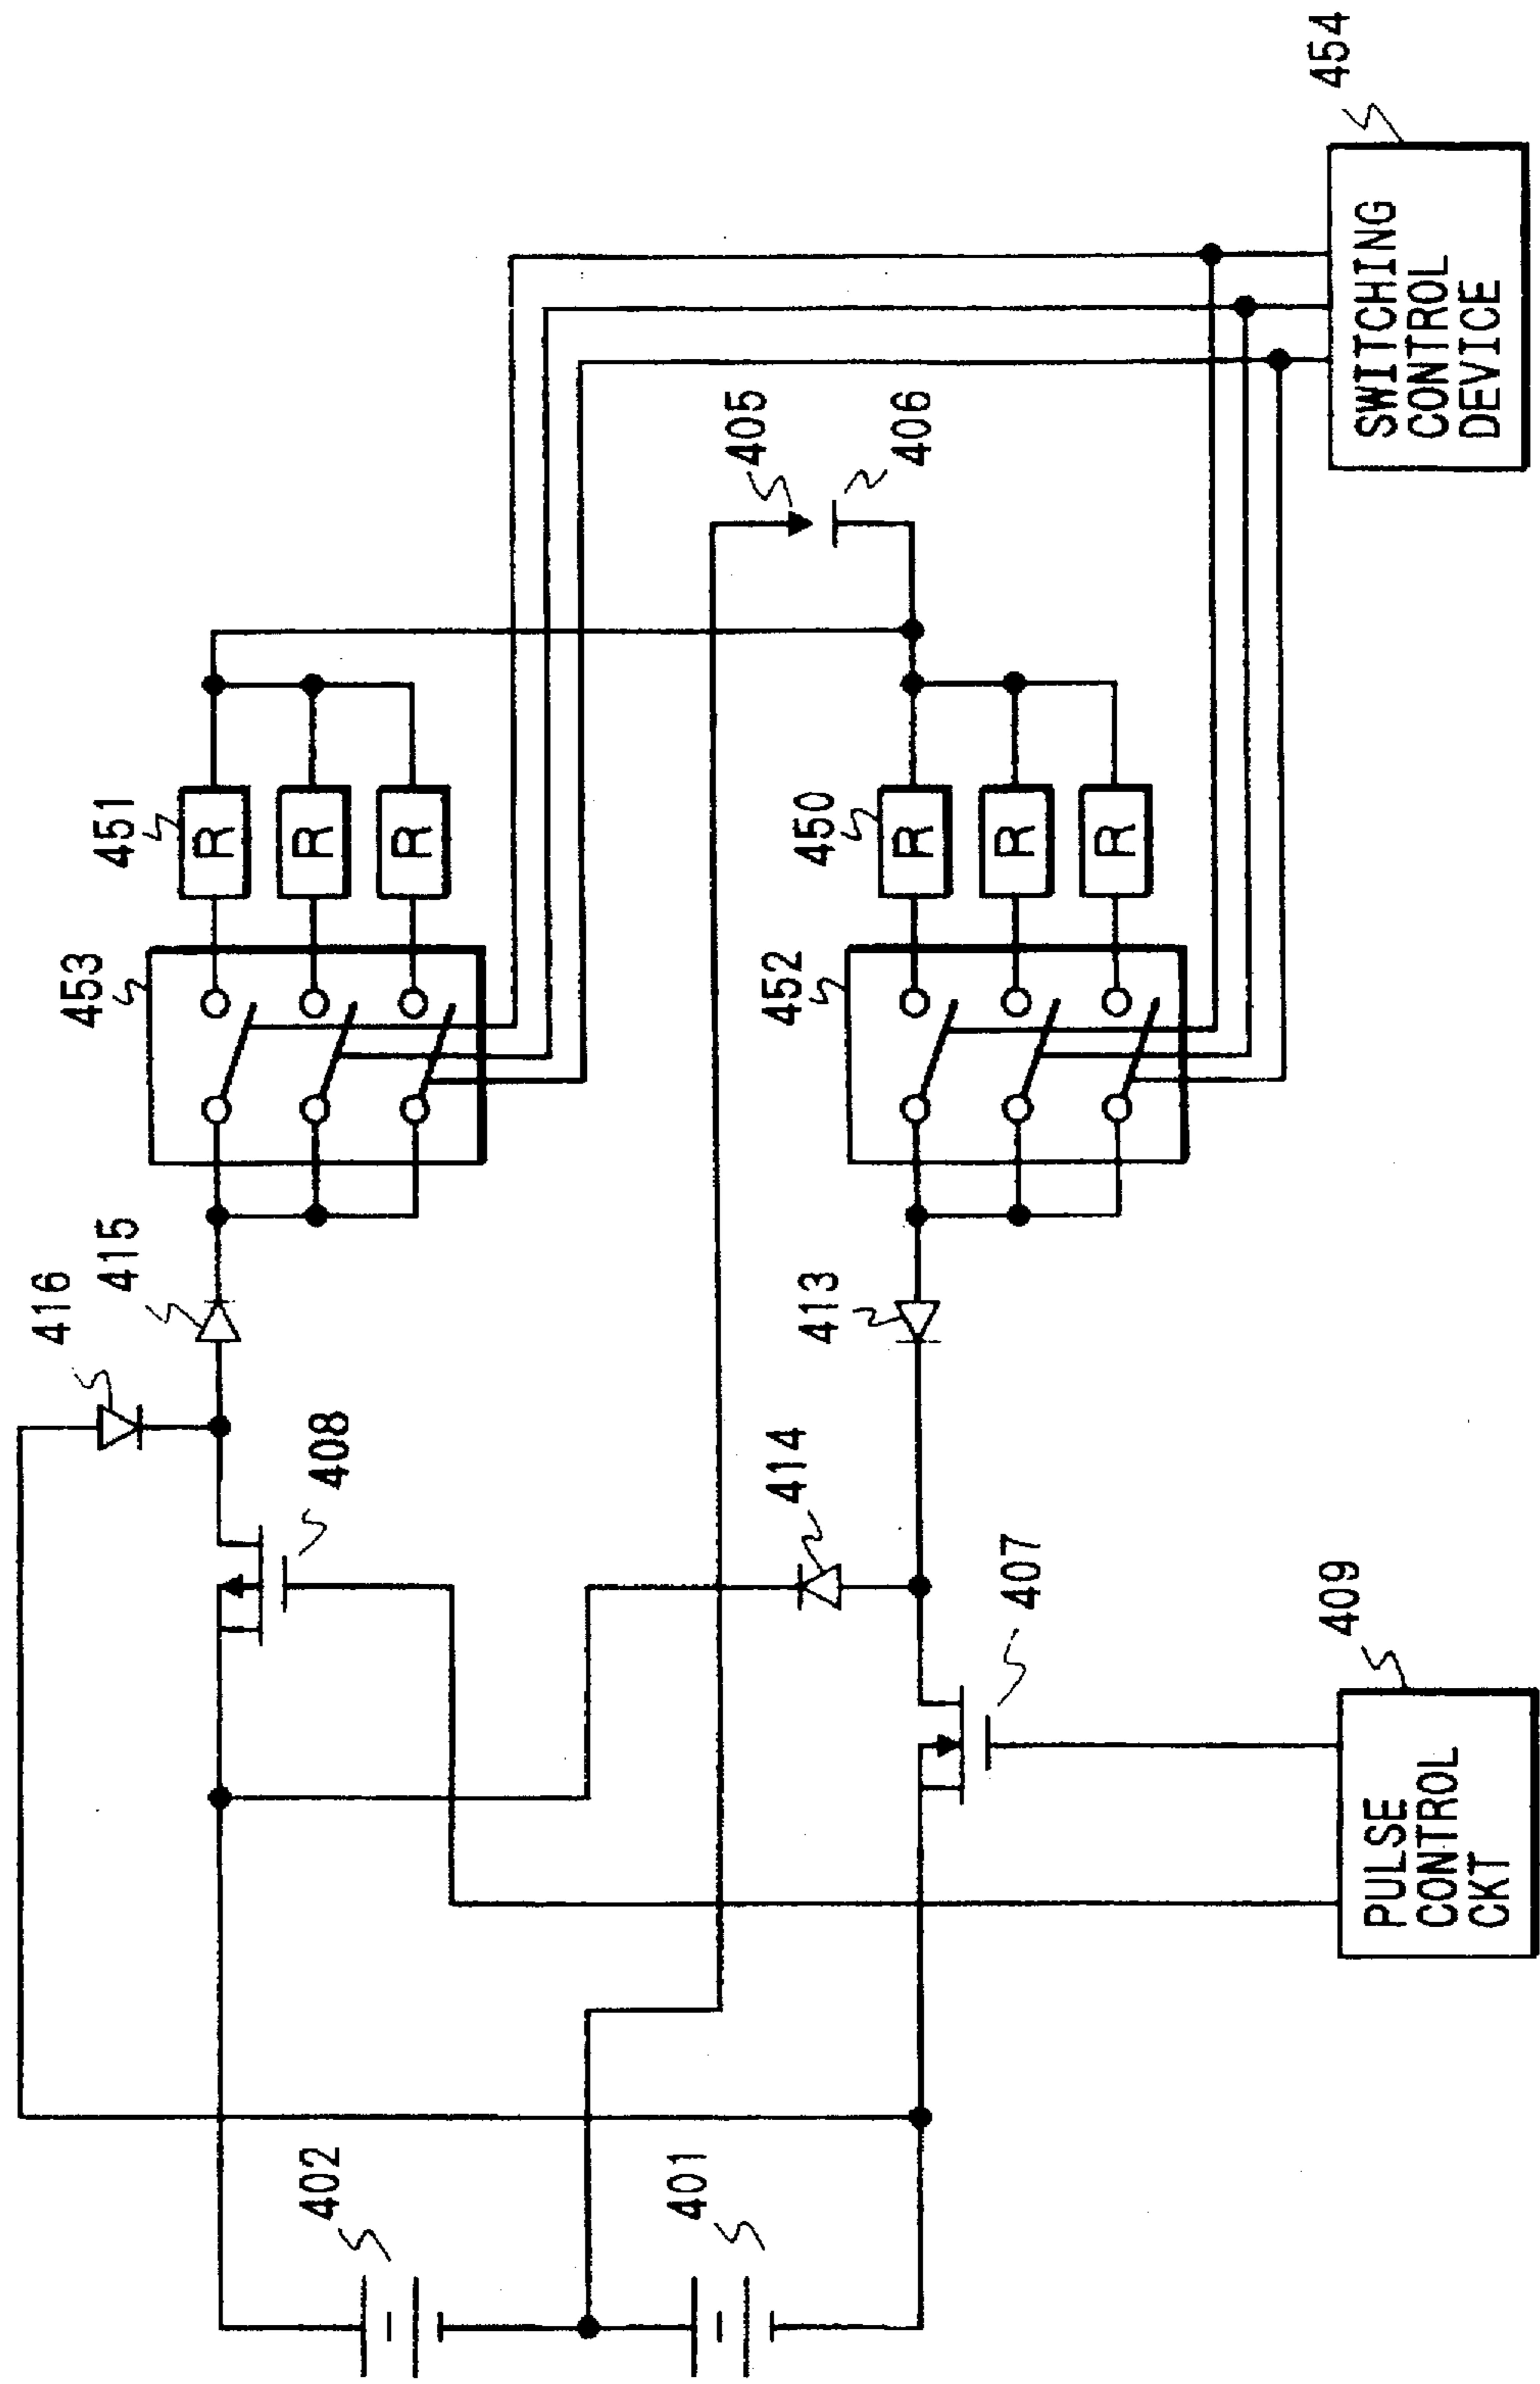 416
453
451
415
R
R
R
402
408
401
405
414
452
450
413
R
R
R
406
407
409
454
PULSE
CONTROL
CKT
SWITCHING
CONTROL
DEVICE